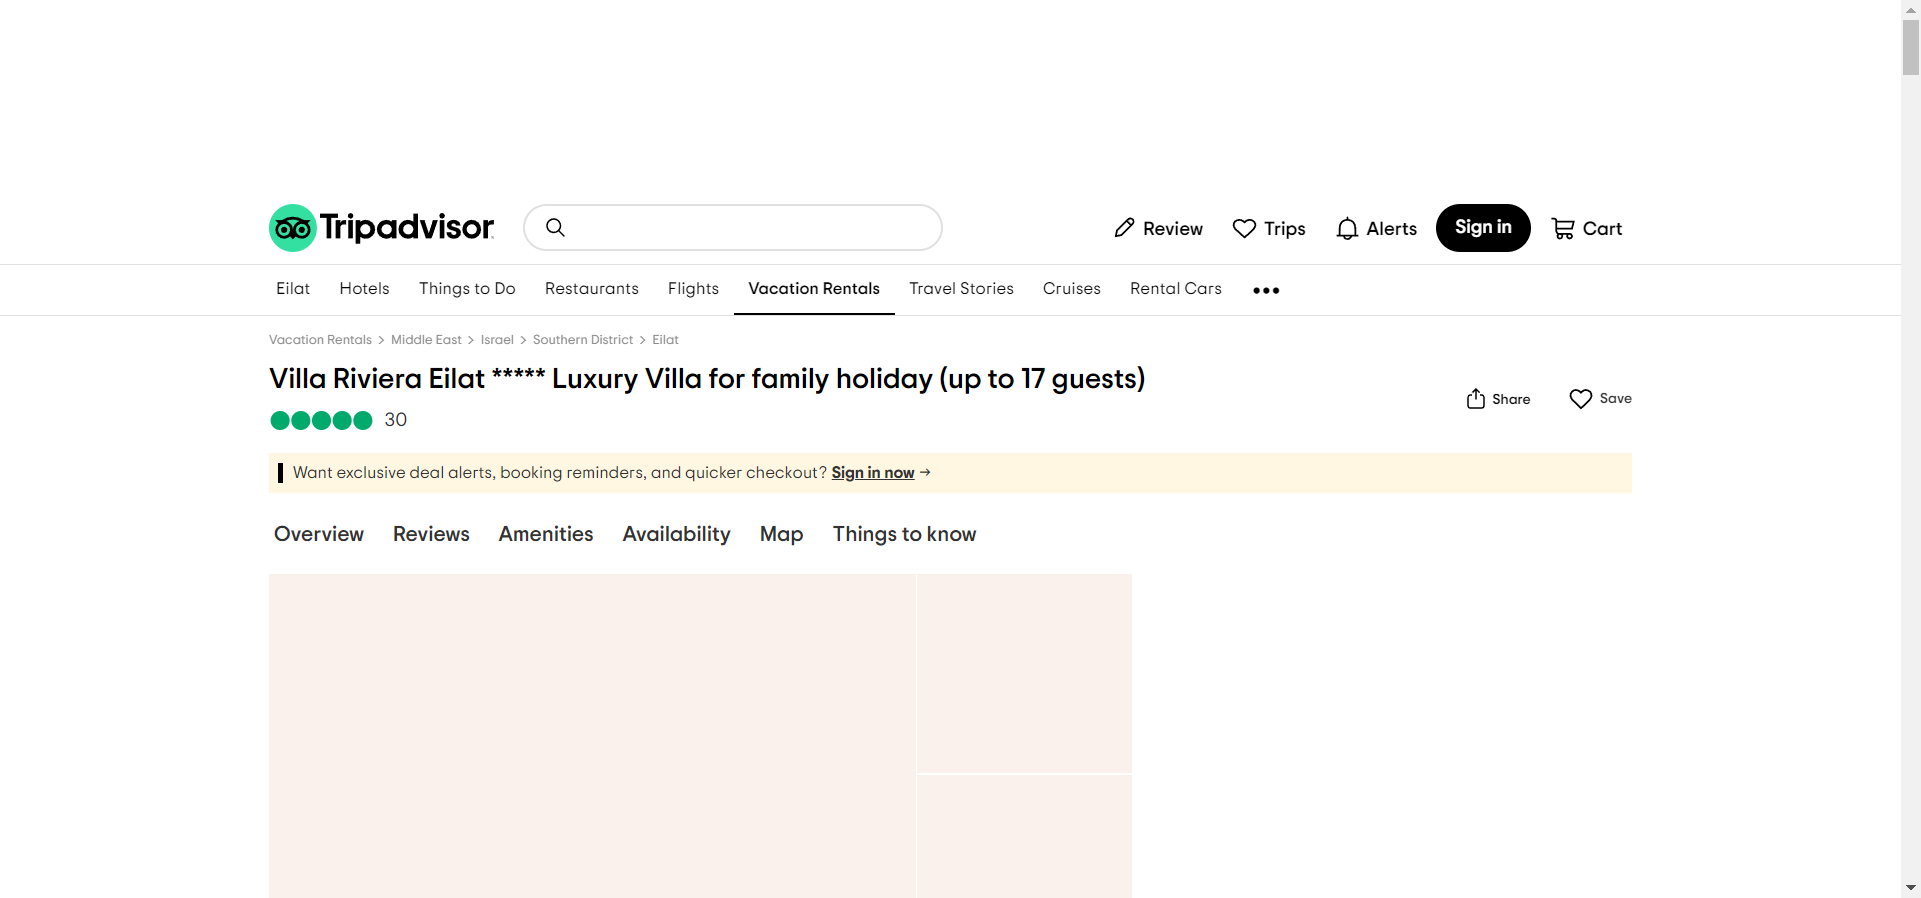 Tripadvisor
Review Trips Alerts Sign in Cart
Eilat Hotels Things to Do Restaurants Flights Vacation Rentals Travel Stories Cruises Rental Cars •••
Vacation Rentals > Middle East > Israel > Southern District > Eilat
Villa Riviera Eilat ***** Luxury Villa for family holiday (up to 17 guests)
Share Save
30
Want exclusive deal alerts, booking reminders, and quicker checkout? Sign in now →
Overview Reviews Amenities Availability Map Things to know